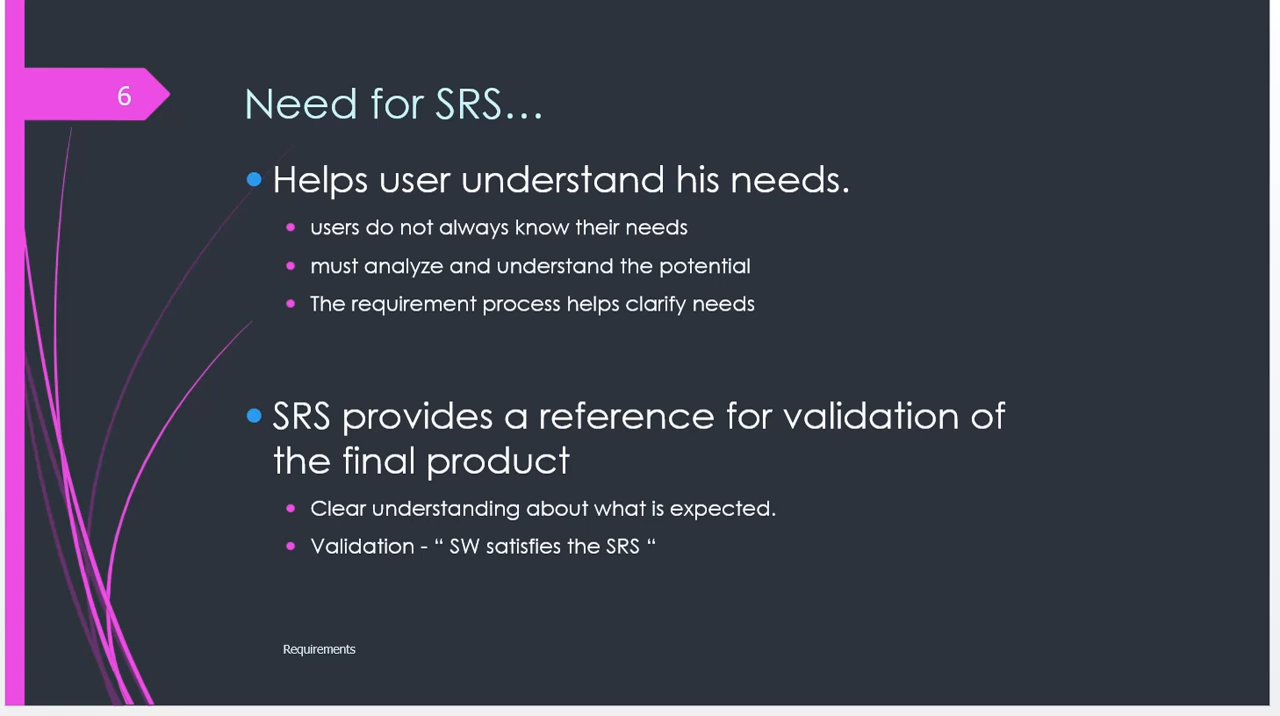 6
Need for SRS…
Helps user understand his needs.
users do not always know their needs
must analyze and understand the potential
The requirement process helps clarify needs
SRS provides a reference for validation of
the final product
Clear understanding about what is expected.
Validation - “ SW satisfies the SRS “
Requirements